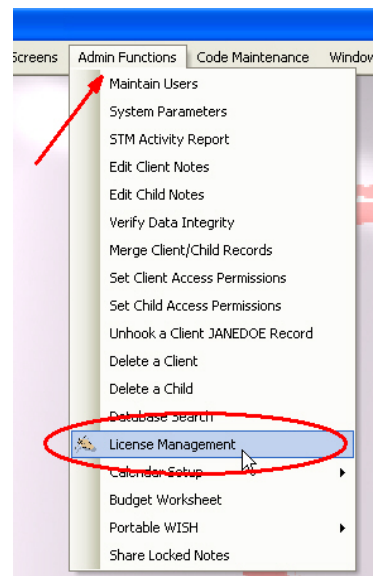 Screens Admin Functions Code Maintenance Window
Maintain Users
System Parameters
STM Activity Report
Edit Client Notes
Edit Child Notes
Verify Data Integrity
Merge Client/Child Records
Set Client Access Permissions
Set Child Access Permissions
Unhook a Client JANEDOE Record
Delete a Client
Delete a Child
Database Search
License Management
Calendar Setup
Budget Worksheet
Portable WISH
Share Locked Notes